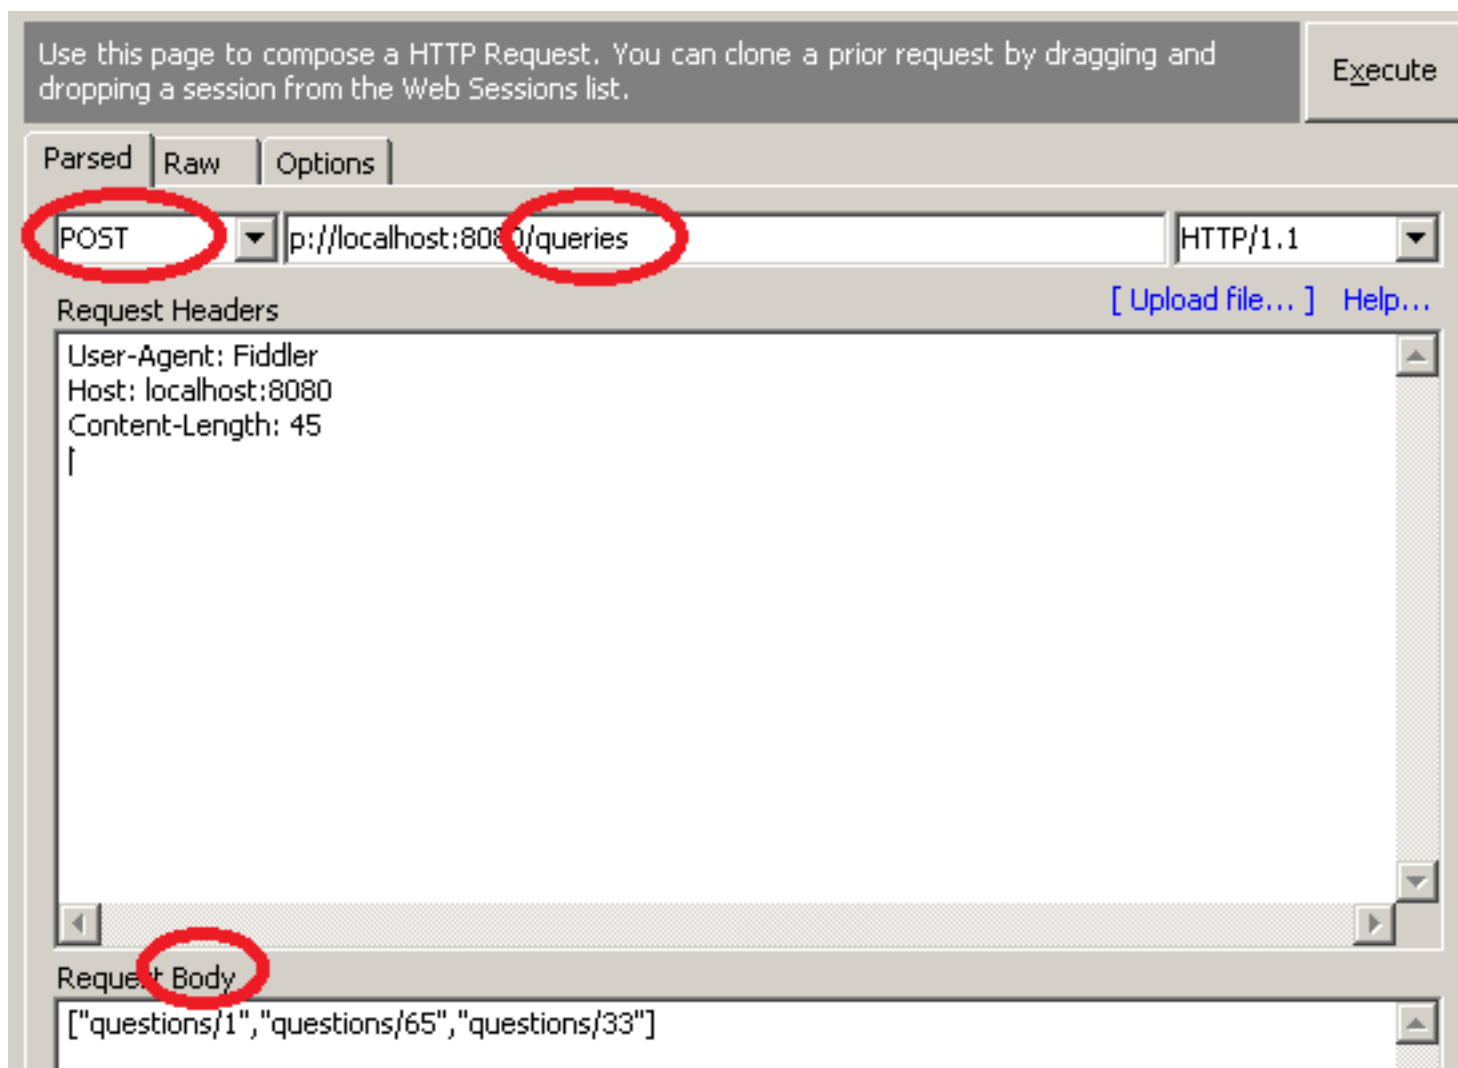 Use this page to compose a HTTP Request. You can clone a prior request by dragging and
dropping a session from the Web Sessions list.
Execute
Parsed Raw Options
POST p://localhost:8080/queries HTTP/1.1
Request Headers [ Upload file... ] Help...
User-Agent: Fiddler
Host: localhost:8080
Content-Length: 45
Request Body
["questions/1","questions/65","questions/33"]